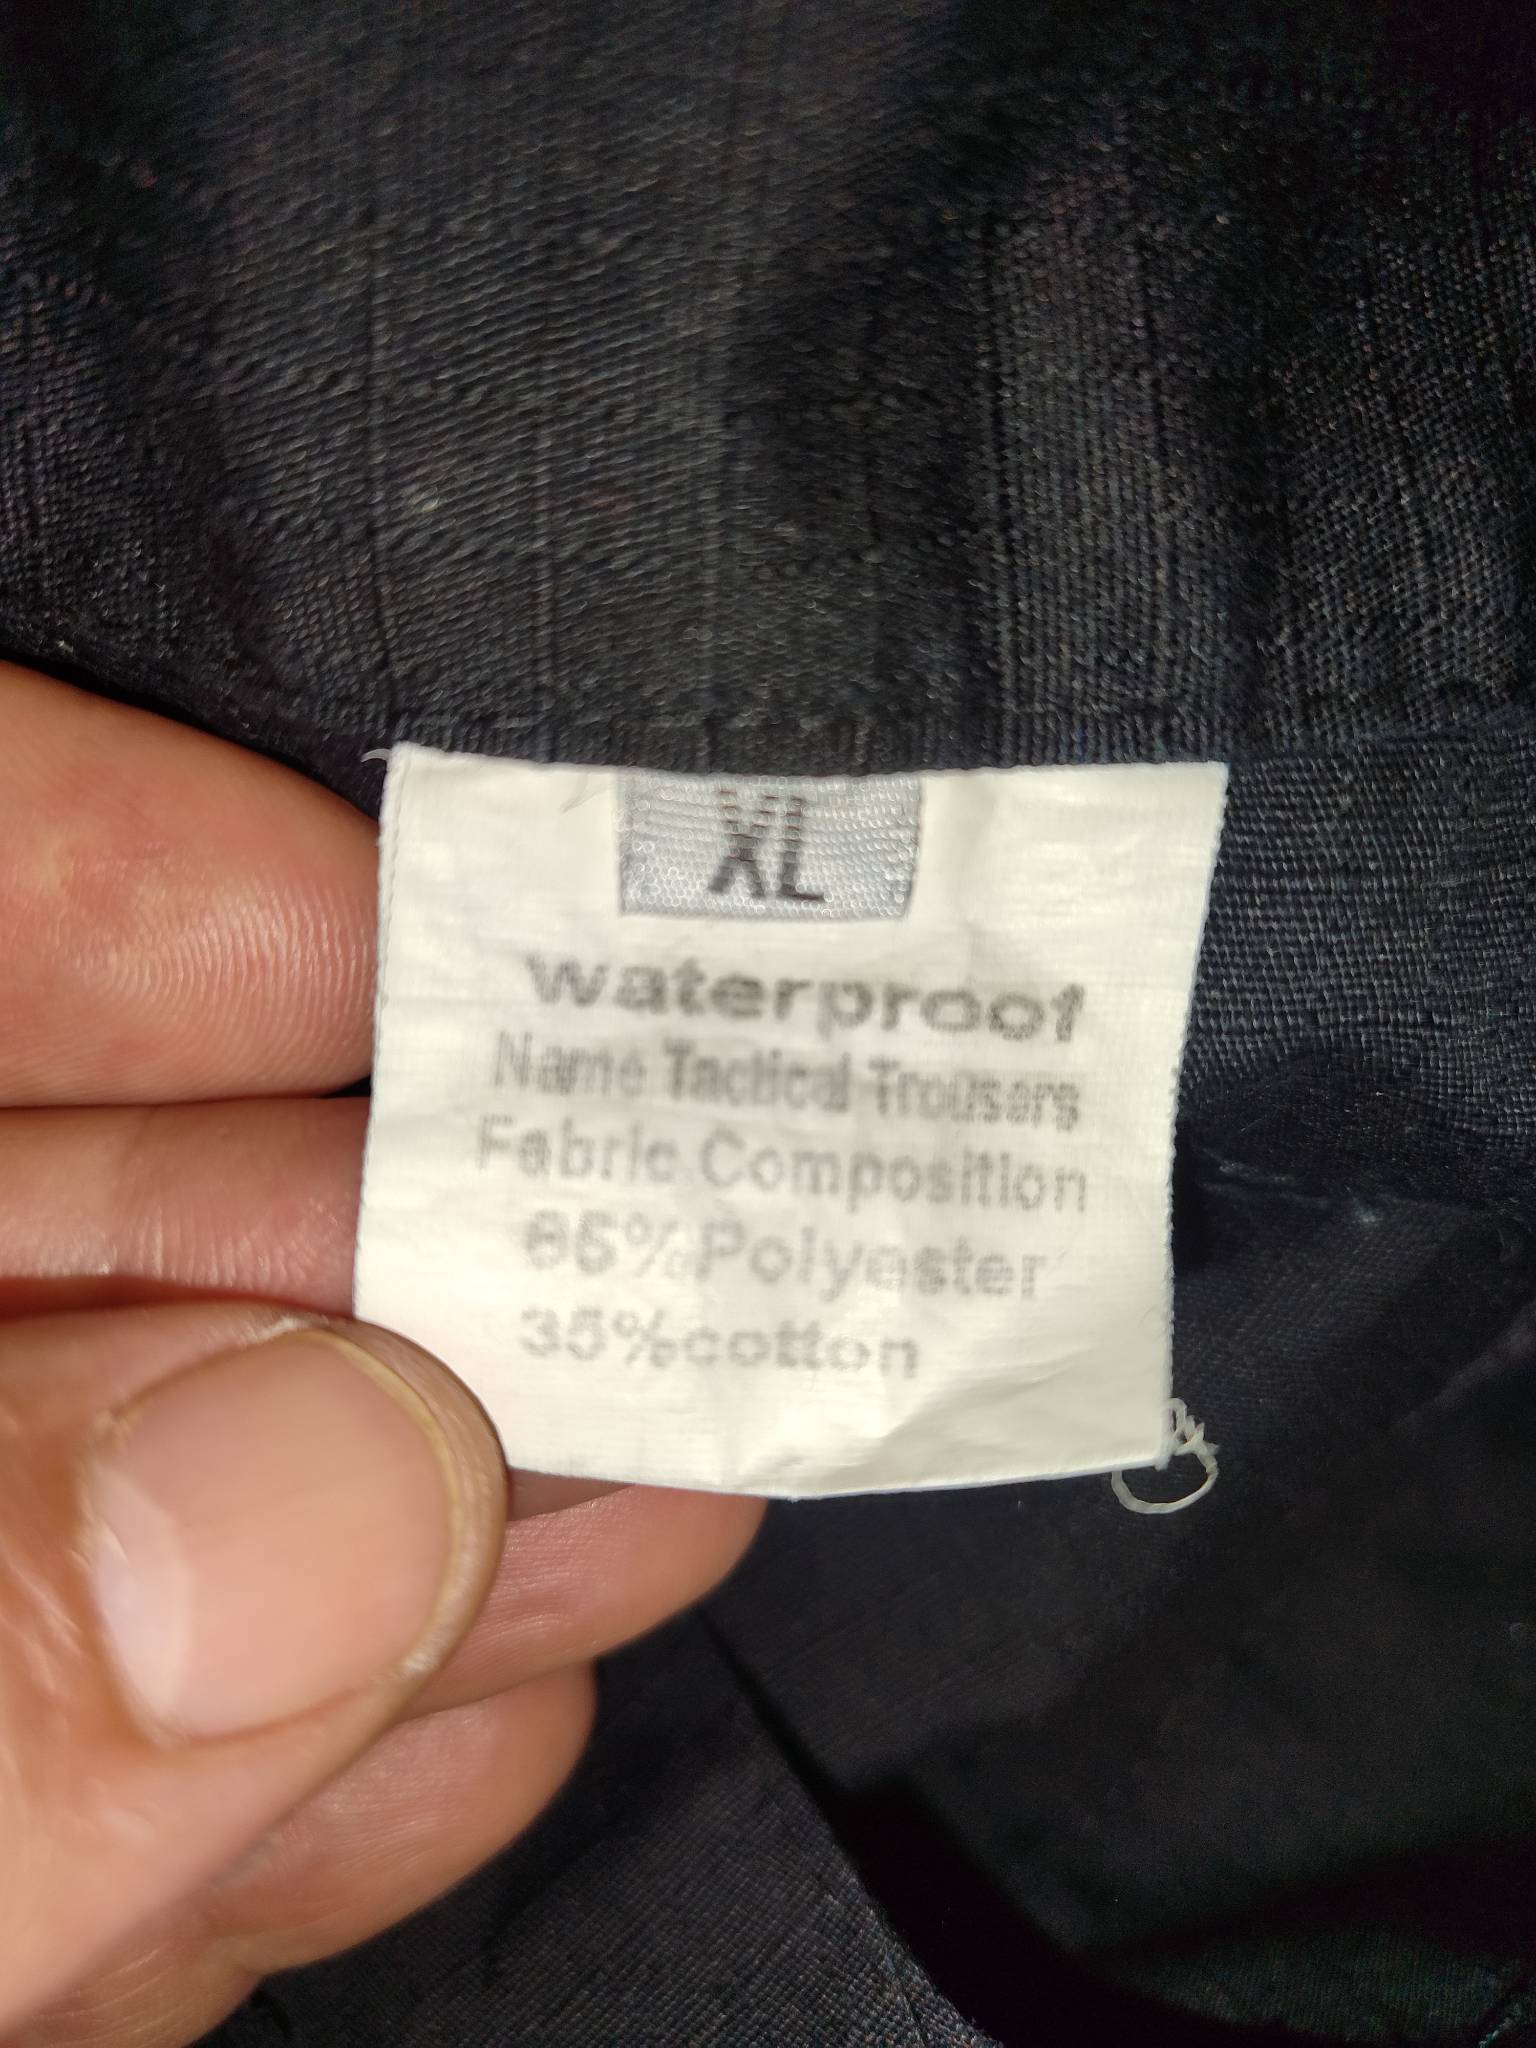 XL
waterproof
Name Tactical Trousers
Fabric Composition
65%Polyester
35%cotton